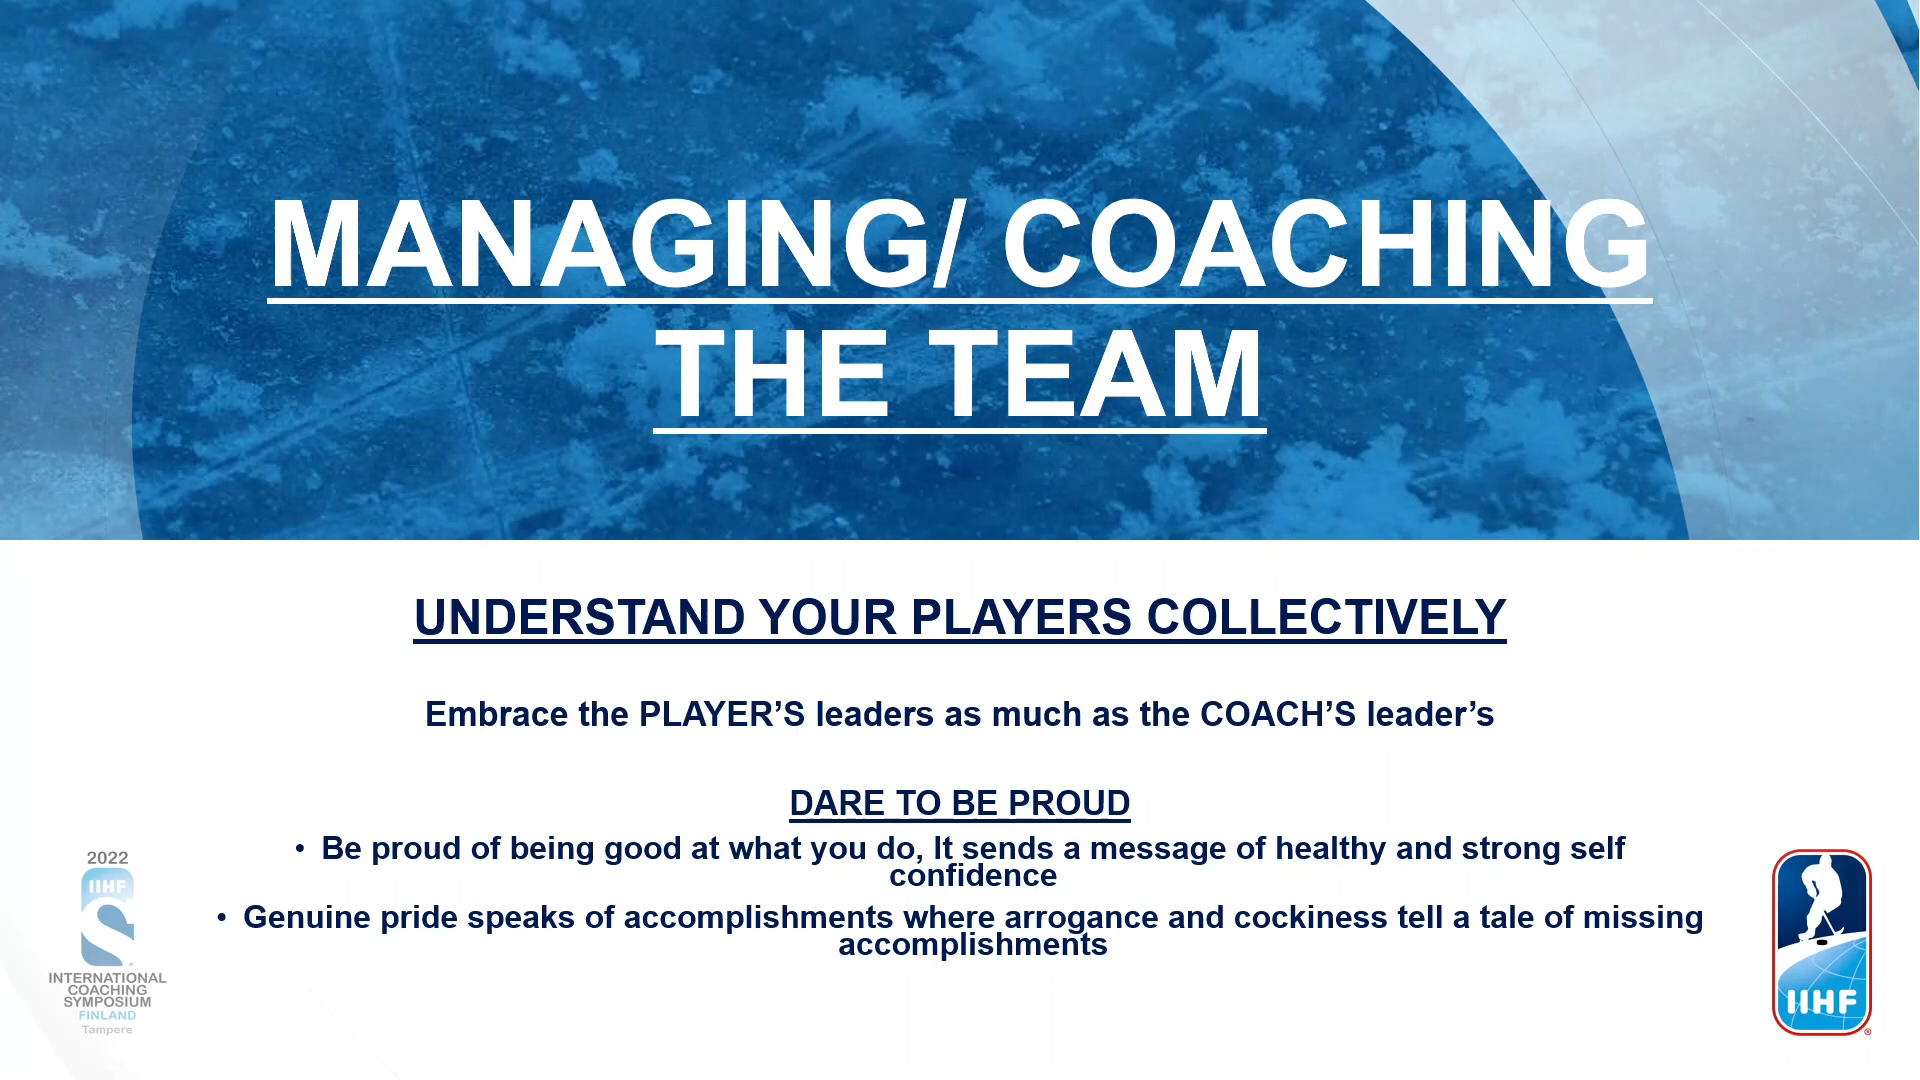 MANAGING/ COACHING
THE TEAM
UNDERSTAND YOUR PLAYERS COLLECTIVELY
Embrace the PLAYER’S leaders as much as the COACH’S leader’s
DARE TO BE PROUD
• Be proud of being good at what you do, It sends a message of healthy and strong self
confidence
• Genuine pride speaks of accomplishments where arrogance and cockiness tell a tale of missing
accomplishments
2022
IIHF
S
INTERNATIONAL
COACHING
SYMPOSIUM
FINLAND
Tampere
IIHF
®